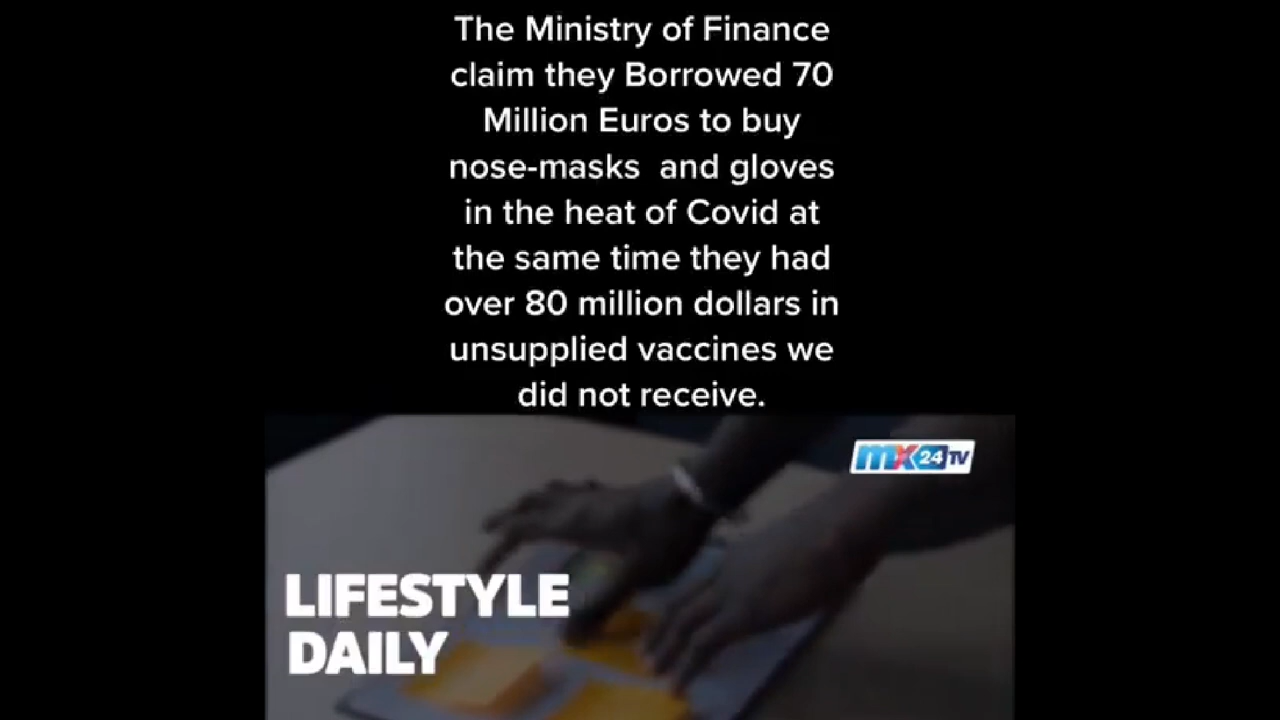 The Ministry of Finance
claim they Borrowed 70
Million Euros to buy
nose-masks  and gloves
in the heat of Covid at
the same time they had
over 80 million dollars in
unsupplied vaccines we
did not receive.
mx24TV
LIFESTYLE
DAILY